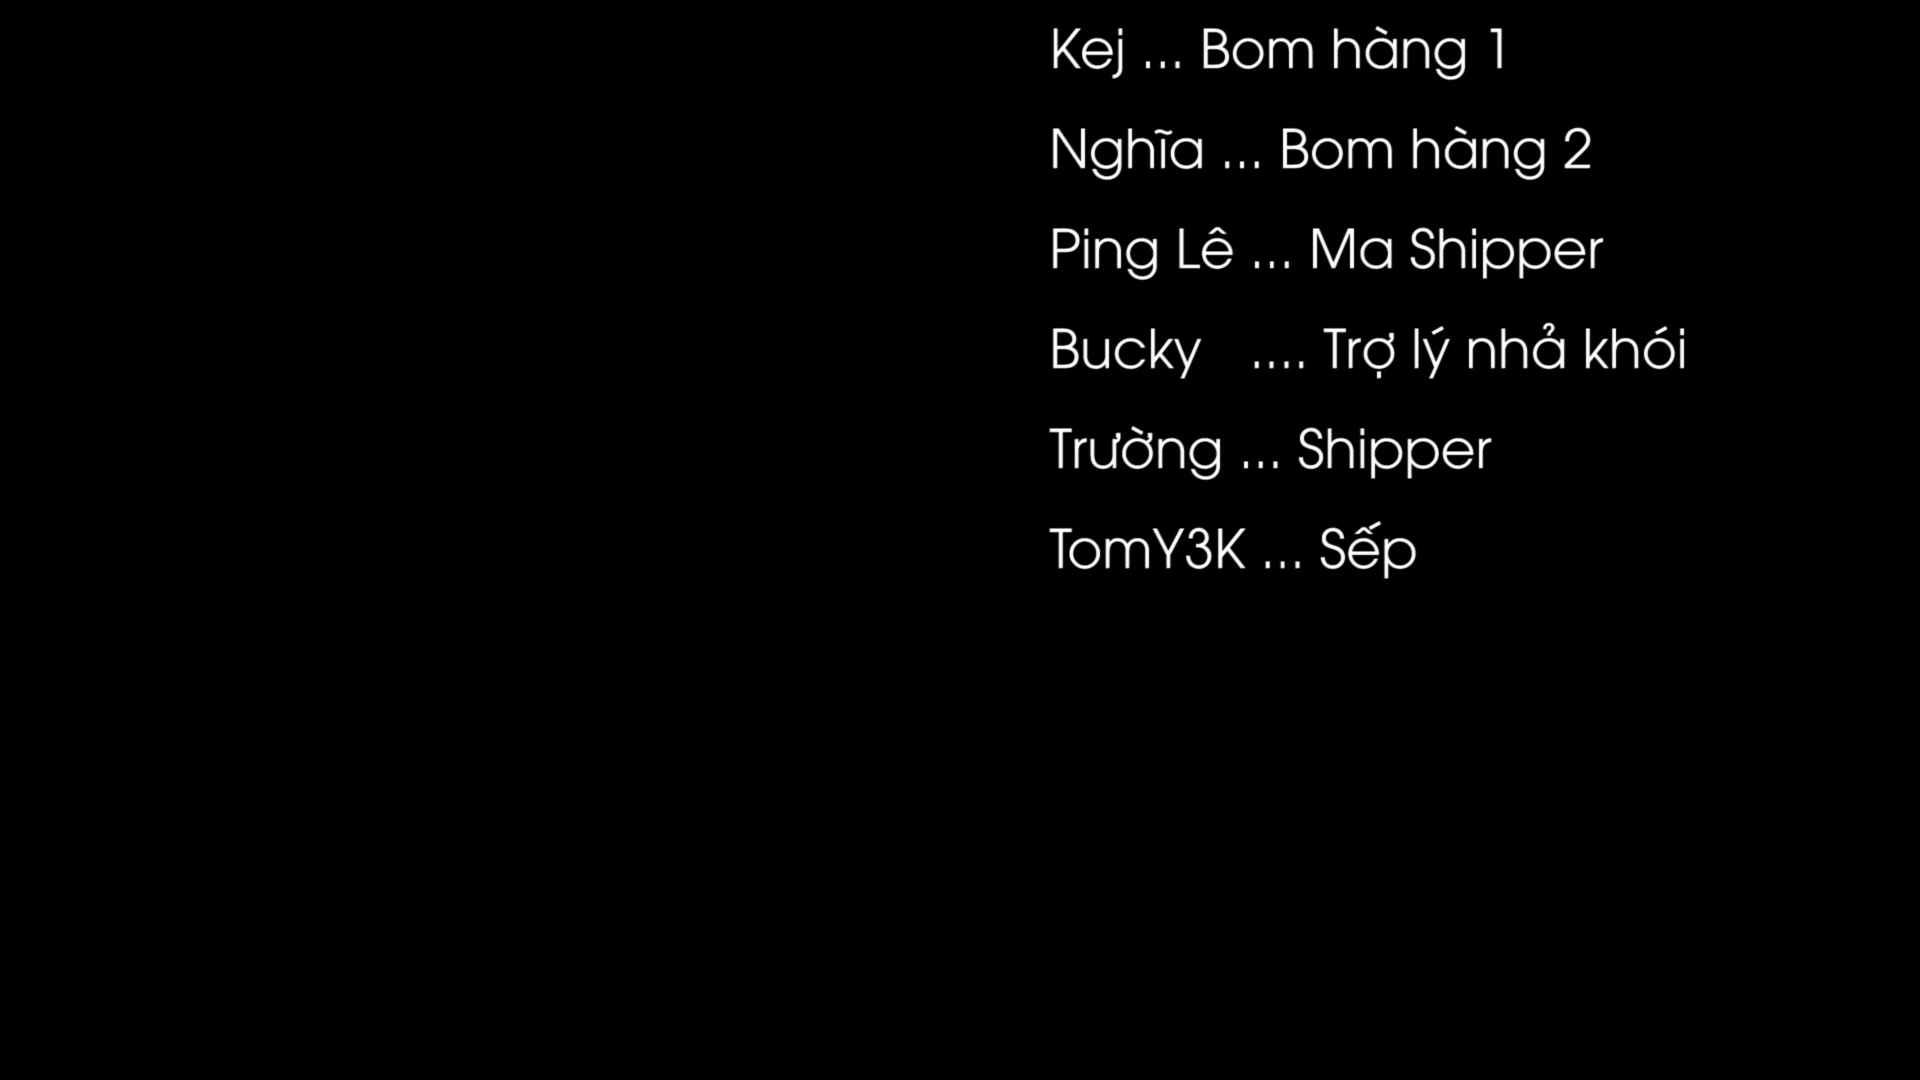 Kej ... Bom hàng 1
Nghĩa ... Bom hàng 2
Ping Lê ... Ma Shipper
Bucky   .... Trợ lý nhả khói
Trường ... Shipper
TomY3K ... Sếp